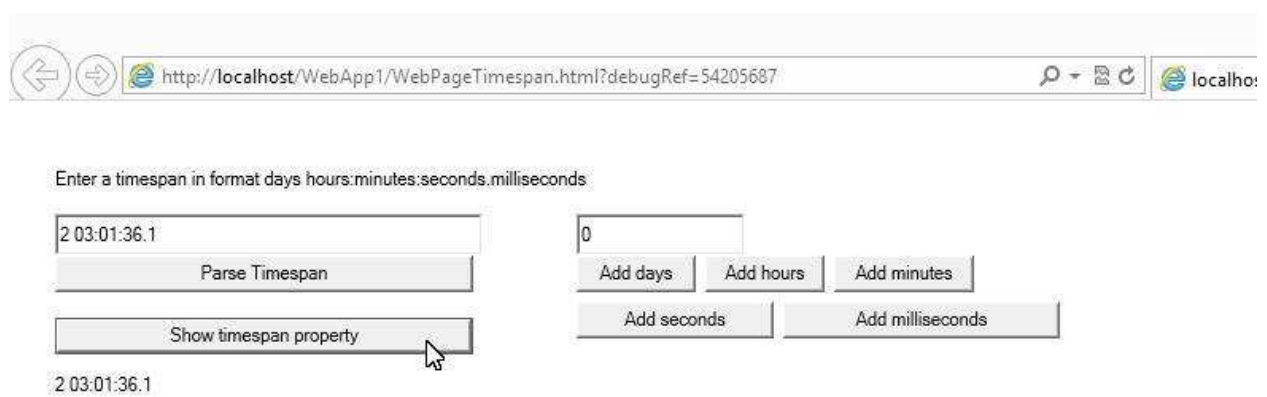 http://localhost/WebApp1/WebPageTimespan.html?debugRef=54205687 localhos
Enter a timespan in format days hours:minutes:seconds.milliseconds
2 03:01:36.1 0
Parse Timespan Add days Add hours Add minutes
Show timespan property Add seconds Add milliseconds
2 03:01:36.1